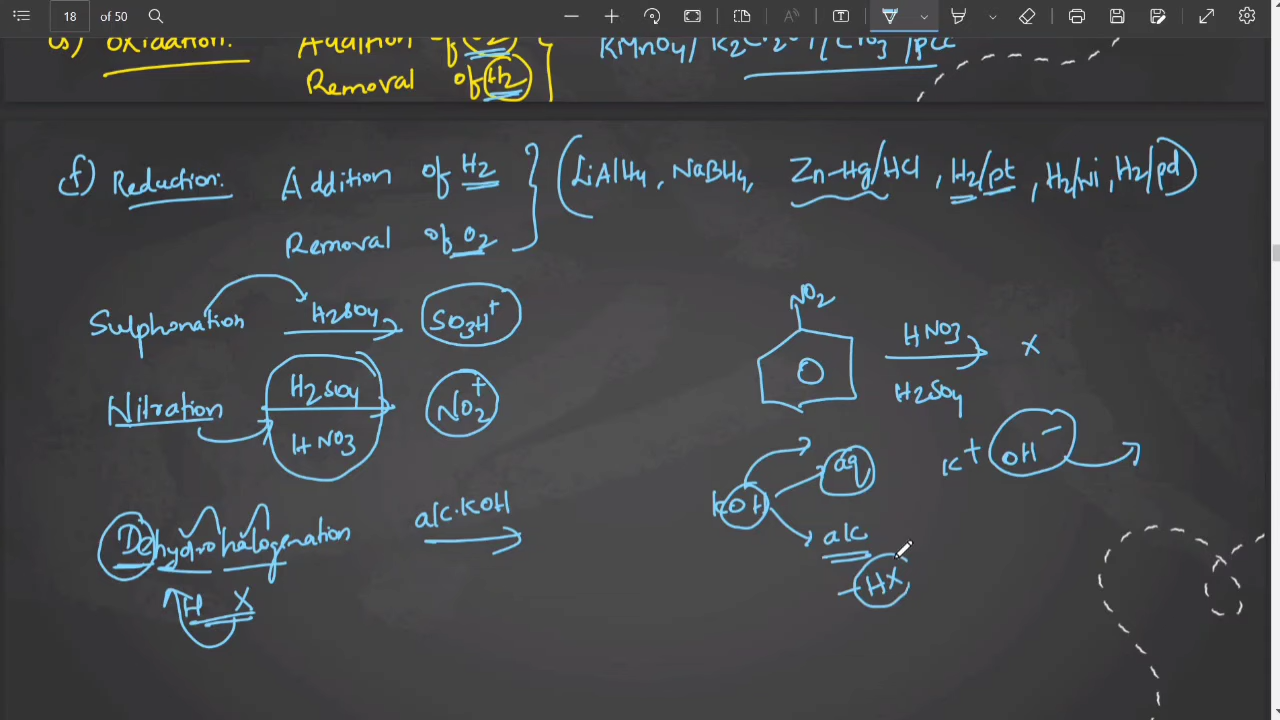 18 of 50
Oxidation: Addition of O2
KMnO4/ K2Cr2O7/ CrO3/pcc
Removal of H2
f) Reduction: Addition of H2 (LiAlH4, NaBH4, Zn-Hg/HCl, H2/pt, H2/Ni, H2/pd)
Removal of O2
Sulphonation H2SO4 SO3H+
NO2
HNO3
H2SO4
X
Nitration H2SO4
HNO3
NO2+
KOH aq
alc
-HX
K+ OH-
Dehydrohalogenation alc.KOH
H X